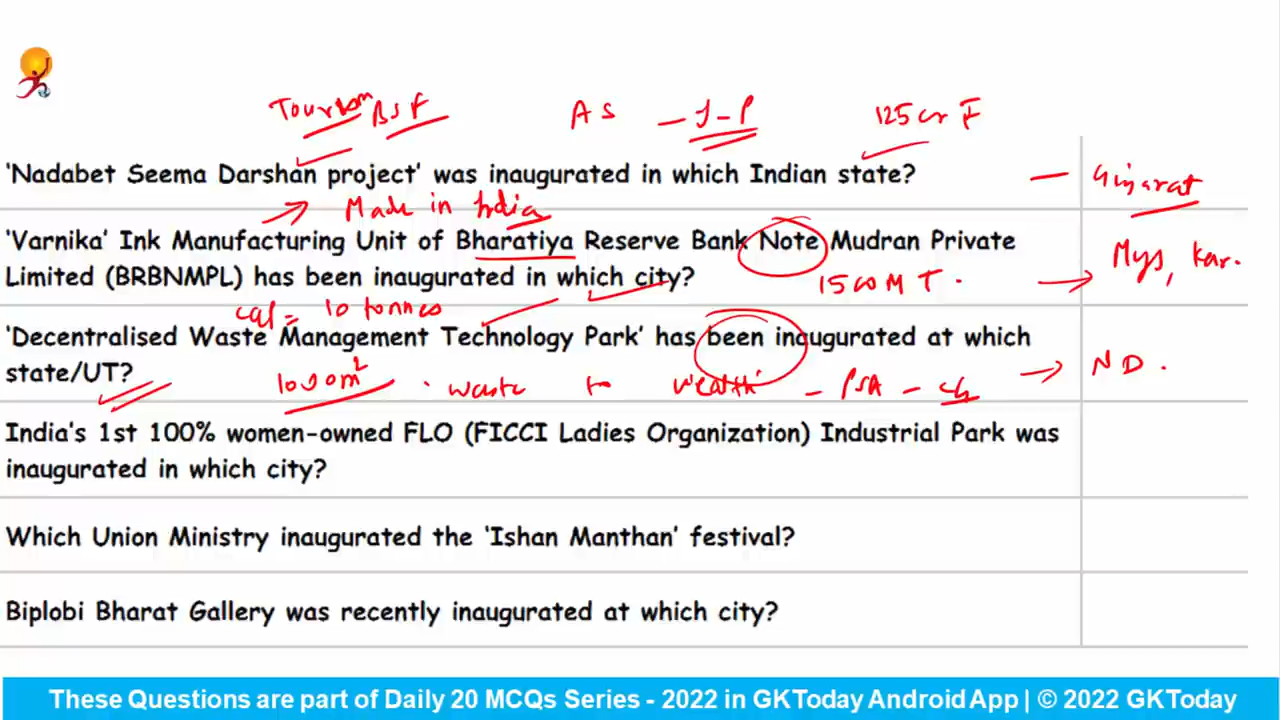 Tourism BSF AS - I-P 125 cr ₹
'Nadabet Seema Darshan project' was inaugurated in which Indian state? - Gujarat
→ Made in India
'Varnika' Ink Manufacturing Unit of Bharatiya Reserve Bank Note Mudran Private
Limited (BRBNMPL) has been inaugurated in which city? → Mys, Kar.
1500 M T.
10 tonnes
'Decentralised Waste Management Technology Park' has been inaugurated at which
state/UT? → ND.
1000m² . waste to wealth - PSA -
India's 1st 100% women-owned FLO (FICCI Ladies Organization) Industrial Park was
inaugurated in which city?
Which Union Ministry inaugurated the 'Ishan Manthan' festival?
Biplobi Bharat Gallery was recently inaugurated at which city?
These Questions are part of Daily 20 MCQs Series - 2022 in GKToday Android App | © 2022 GKToday